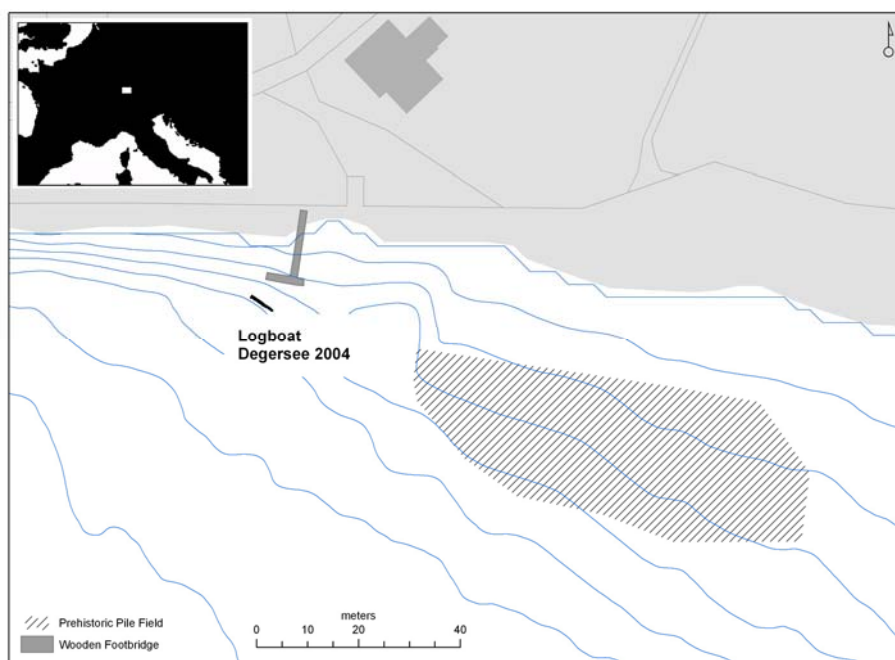 Logboat
Degersee 2004
Prehistoric Pile Field
Wooden Footbridge
meters
0 10 20 40